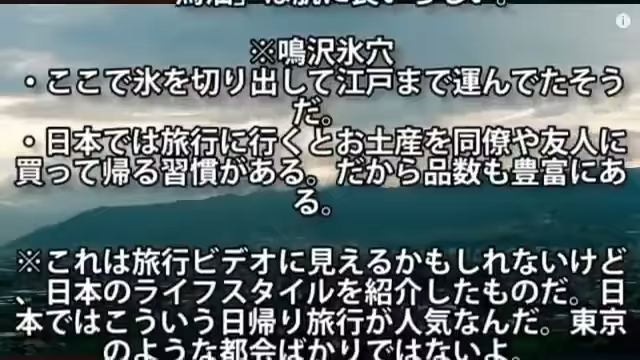 ※鳴沢氷穴
・ここで氷を切り出して江戸まで運んでたそう
だ。
・日本では旅行に行くとお土産を同僚や友人に
買って帰る習慣がある。だから品数も豊富にあ
る。
※これは旅行ビデオに見えるかもしれないけど
、日本のライフスタイルを紹介したものだ。日
本ではこういう日帰り旅行が人気なんだ。東京
のような都会ばかりではないよ。